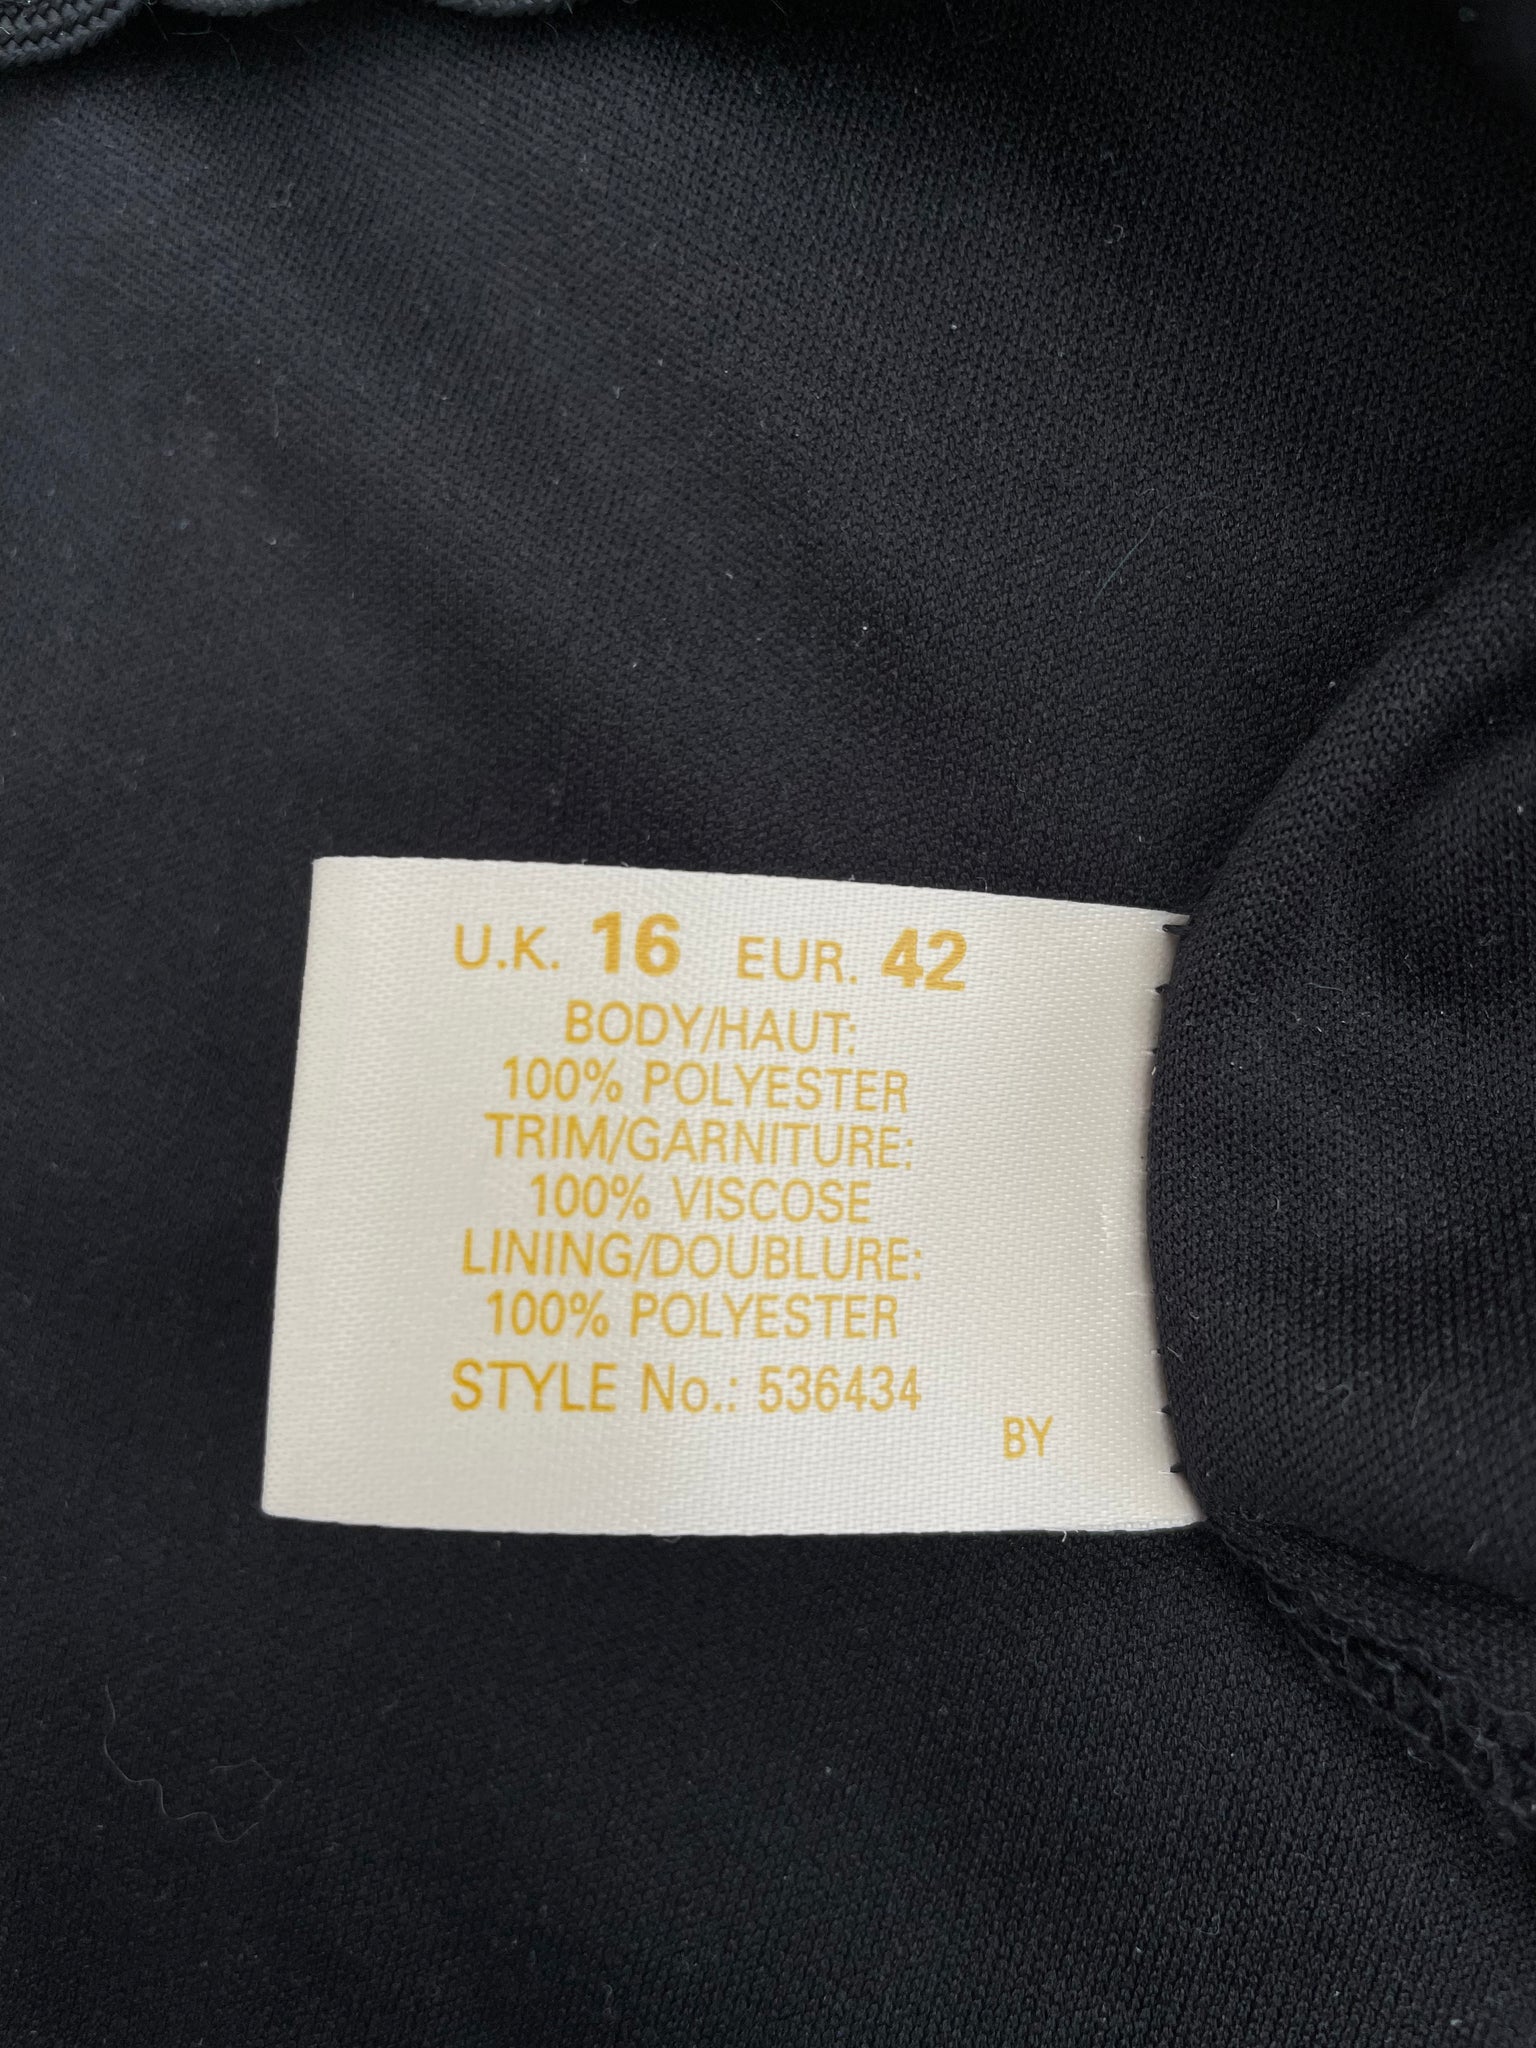 U.K. 16 EUR. 42
BODY/HAUT:
100% POLYESTER
TRIM/GARNITURE:
100% VISCOSE
LINING/DOUBLURE:
100% POLYESTER
STYLE No.: 536434
BY